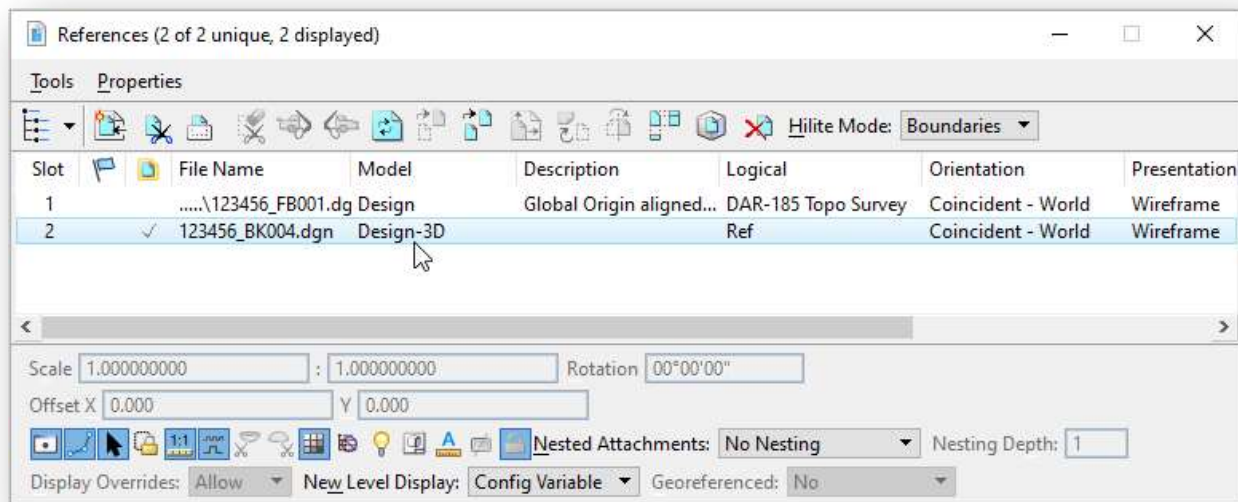 References (2 of 2 unique, 2 displayed)
Tools Properties
Hilite Mode: Boundaries
Slot File Name Model Description Logical Orientation Presentation
1 .....\123456_FB001.dg Design Global Origin aligned... DAR-185 Topo Survey Coincident - World Wireframe
2 123456_BK004.dgn Design-3D Ref Coincident - World Wireframe
Scale 1.000000000 : 1.000000000 Rotation 00°00'00"
Offset X 0.000 Y 0.000
1:1 A Nested Attachments: No Nesting Nesting Depth: 1
Display Overrides: Allow New Level Display: Config Variable Georeferenced: No